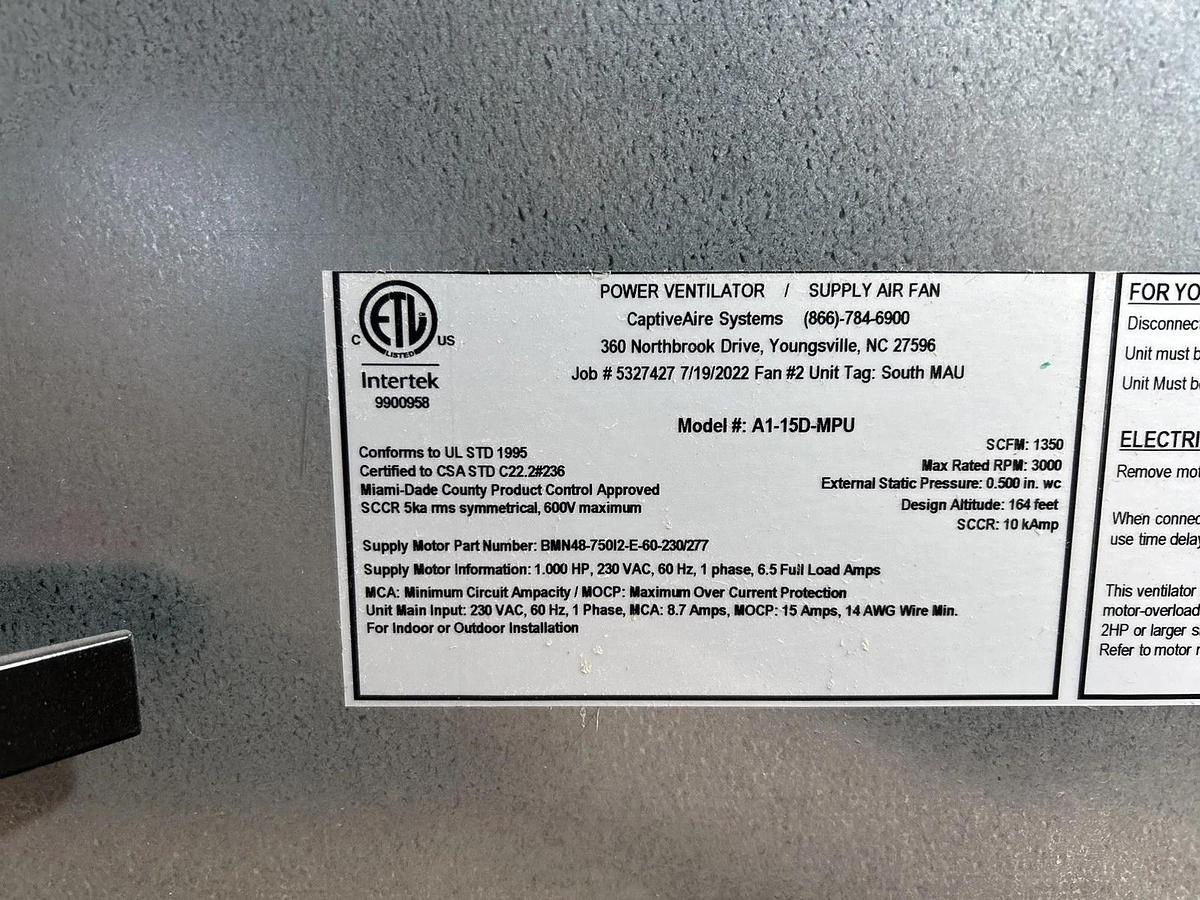 ETL
C US
LISTED
Intertek
9900958
POWER VENTILATOR / SUPPLY AIR FAN
CaptiveAire Systems (866)-784-6900
360 Northbrook Drive, Youngsville, NC 27596
Job # 5327427 7/19/2022 Fan #2 Unit Tag: South MAU
Model #: A1-15D-MPU
Conforms to UL STD 1995
Certified to CSA STD C22.2#236
Miami-Dade County Product Control Approved
SCCR 5ka rms symmetrical, 600V maximum
SCFM: 1350
Max Rated RPM: 3000
External Static Pressure: 0.500 in. wc
Design Altitude: 164 feet
SCCR: 10 kAmp
Supply Motor Part Number: BMN48-750I2-E-60-230/277
Supply Motor Information: 1.000 HP, 230 VAC, 60 Hz, 1 phase, 6.5 Full Load Amps
MCA: Minimum Circuit Ampacity / MOCP: Maximum Over Current Protection
Unit Main Input: 230 VAC, 60 Hz, 1 Phase, MCA: 8.7 Amps, MOCP: 15 Amps, 14 AWG Wire Min.
For Indoor or Outdoor Installation
FOR YO
Disconnect
Unit must b
Unit Must b
ELECTRI
Remove mot
When connec
use time delay
This ventilator
motor-overload
2HP or larger s
Refer to motor